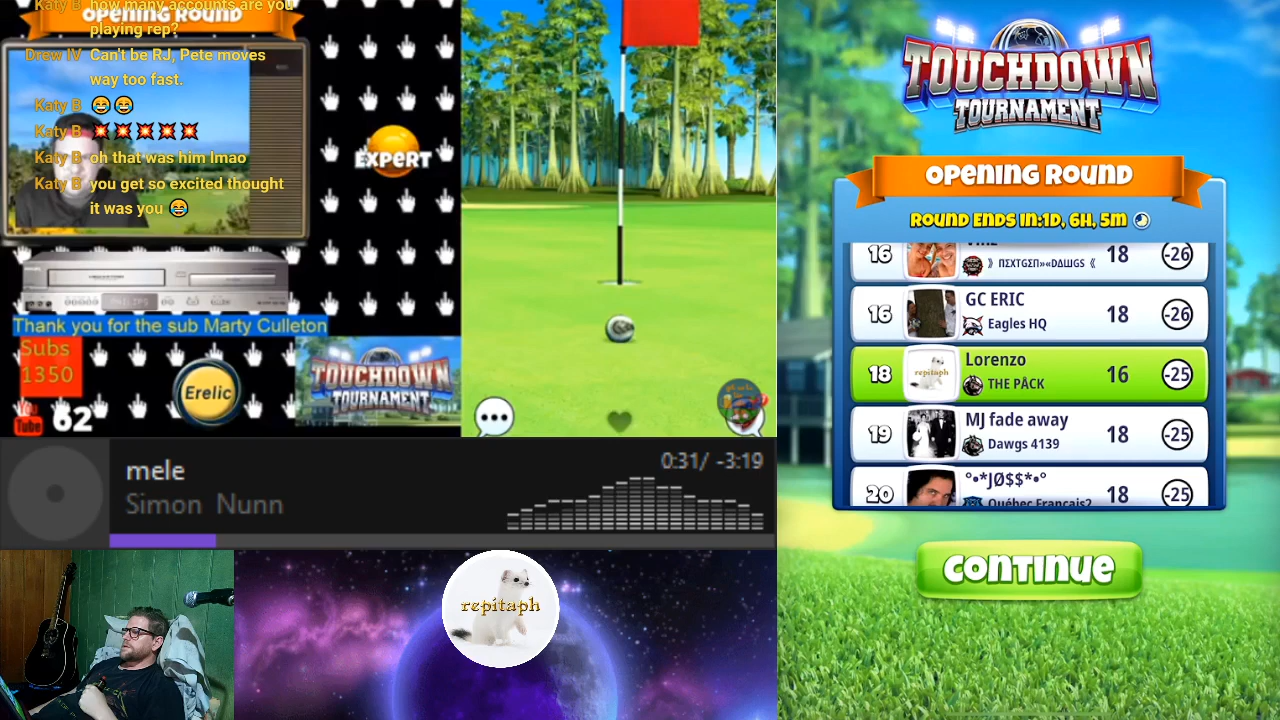 OPENING ROUND
Katy B how many accounts are you
playing rep?
Drew IV Can't be RJ, Pete moves
way too fast.
Katy B 😂 😂
Katy B 💥 💥 💥 💥 💥
Katy B oh that was him lmao
Katy B you get so excited thought
it was you 😂
EXPERT
PHILIPS
Thank you for the sub Marty Culleton
Subs
1350
Erelic
TOUCHDOWN
TOURNAMENT
You
Tube
62
mele
Simon Nunn
0:31/ -3:19
repitaph
TOUCHDOWN
TOURNAMENT
OPENING ROUND
ROUND ENDS IN:1D, 6H, 5M
16 18 -26
16 GC ERIC 18 -26
Eagles HQ
18 Lorenzo 16 -25
repitaph
THE PÅCK
19 MJ fade away 18 -25
Dawgs 4139
20 °•*JØ$$*•° 18 -25
Québec Français2
CONTINUE